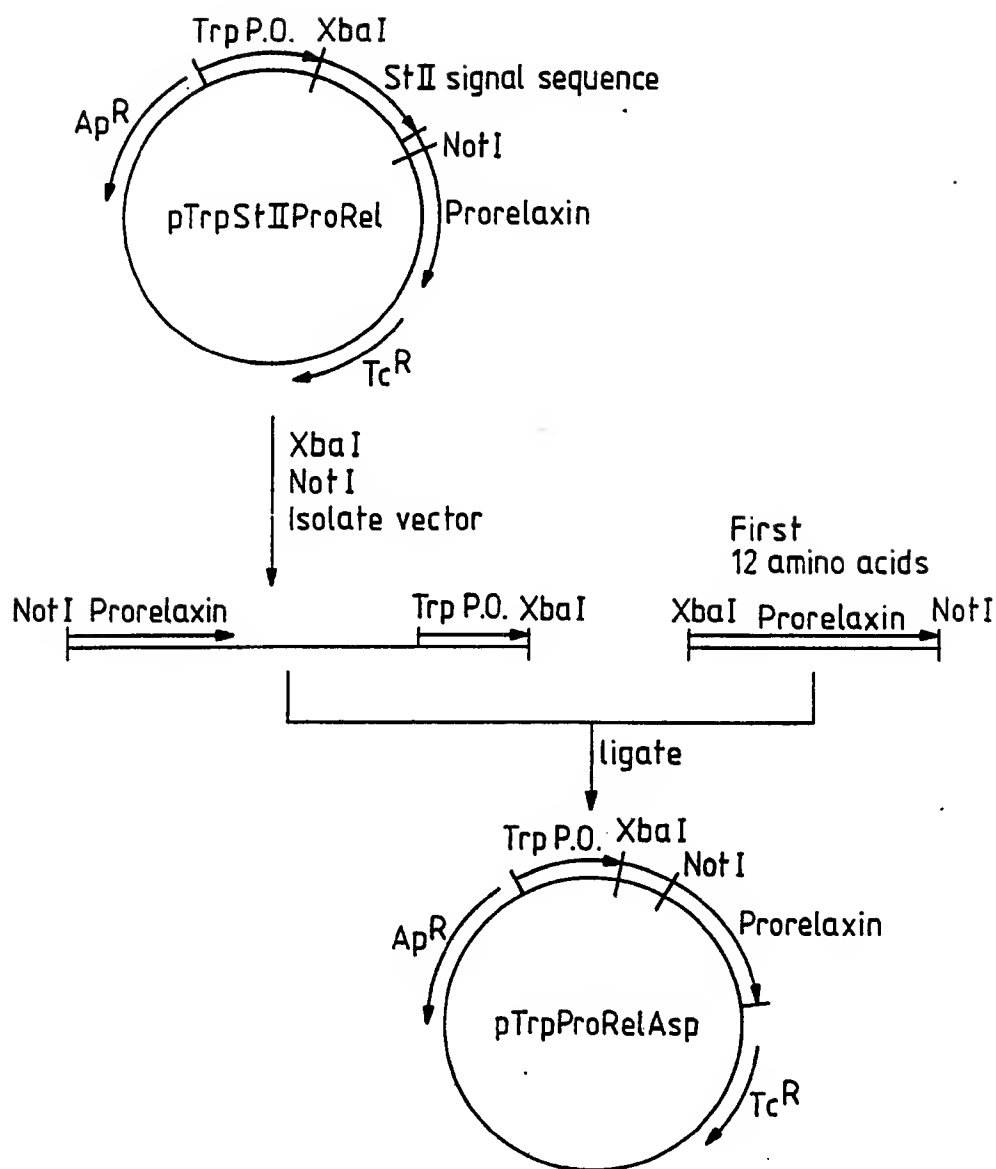 Trp P.O. XbaI
StII signal sequence
ApR
NotI
pTrpStIIProRel
Prorelaxin
TcR
XbaI
NotI
Isolate vector
First
12 amino acids
NotI Prorelaxin
Trp P.O. XbaI
XbaI Prorelaxin NotI
ligate
Trp P.O. XbaI
NotI
ApR
Prorelaxin
pTrpProRelAsp
TcR